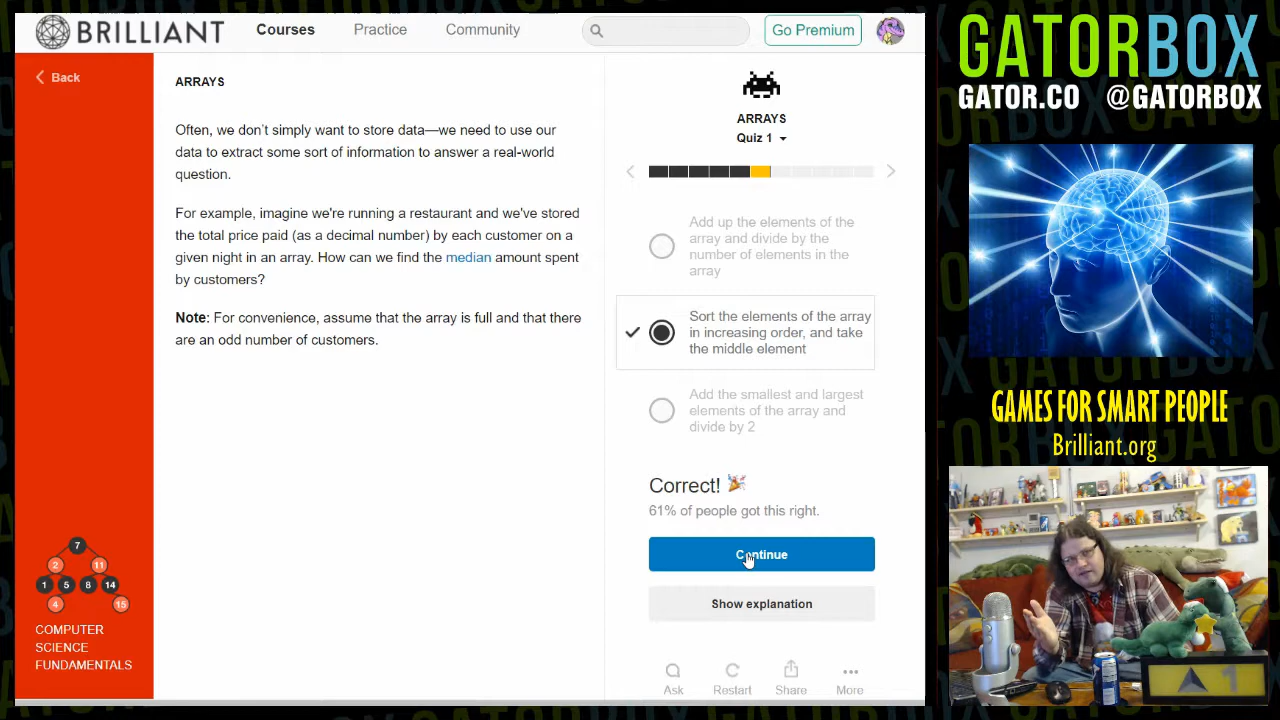 BRILLIANT
Courses
Practice
Community
Go Premium
GATORBOX
GATOR.CO @GATORBOX
Back
ARRAYS
Often, we don't simply want to store data—we need to use our
data to extract some sort of information to answer a real-world
question.
For example, imagine we're running a restaurant and we've stored
the total price paid (as a decimal number) by each customer on a
given night in an array. How can we find the median amount spent
by customers?
Note: For convenience, assume that the array is full and that there
are an odd number of customers.
ARRAYS
Quiz 1
Add up the elements of the
array and divide by the
number of elements in the
array
Sort the elements of the array
in increasing order, and take
the middle element
Add the smallest and largest
elements of the array and
divide by 2
Correct!
61% of people got this right.
Continue
Show explanation
Ask
Restart
Share
More
7
2 11
1 5 8 14
4 15
COMPUTER
SCIENCE
FUNDAMENTALS
GAMES FOR SMART PEOPLE
Brilliant.org
1